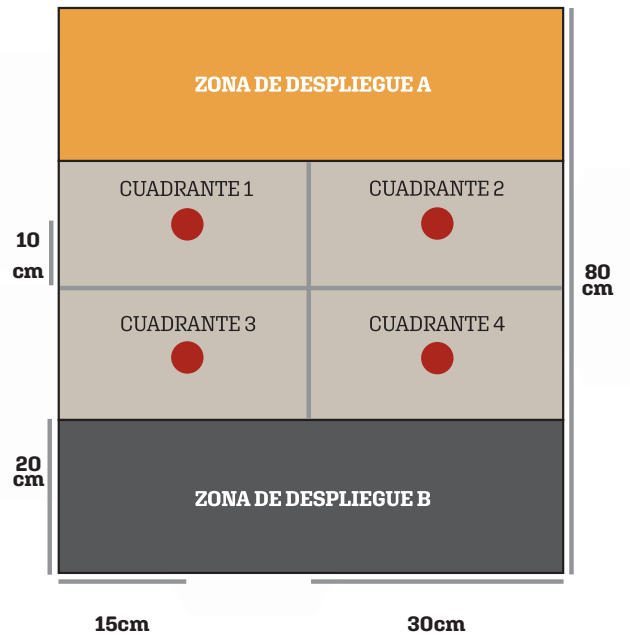 ZONA DE DESPLIEGUE A
CUADRANTE 1
CUADRANTE 2
10
cm
80
cm
CUADRANTE 3
CUADRANTE 4
20
cm
ZONA DE DESPLIEGUE B
15cm
30cm